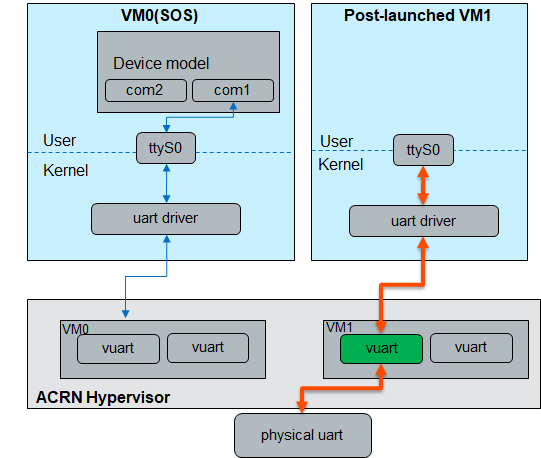 VM0(SOS)
Device model
com2
com1
User
ttyS0
Kernel
uart driver
Post-launched VM1
User
ttyS0
Kernel
uart driver
VM0
vuart
vuart
VM1
vuart
vuart
ACRN Hypervisor
physical uart